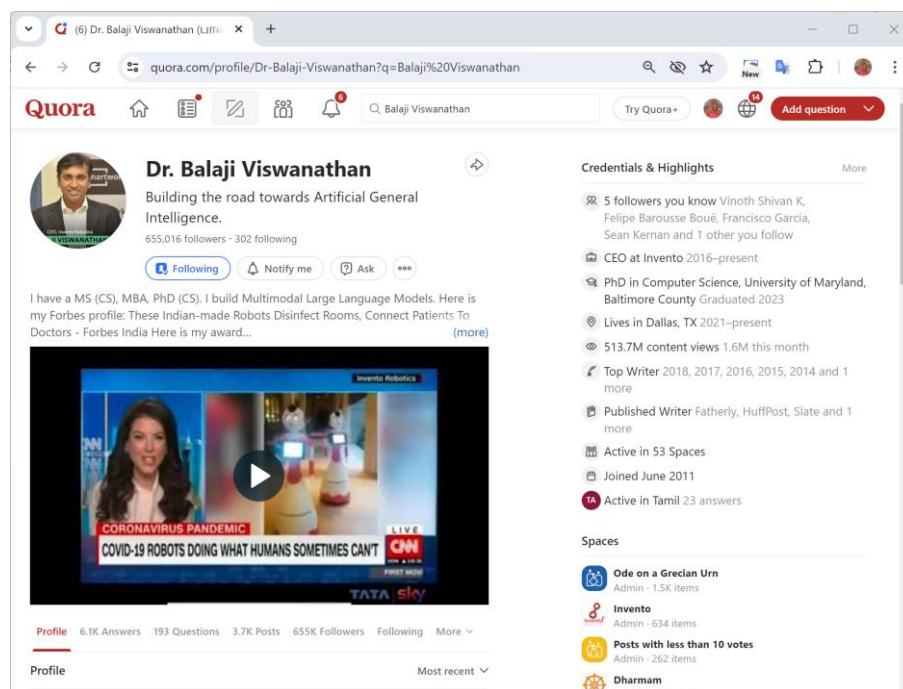 (6) Dr. Balaji Viswanathan
quora.com/profile/Dr-Balaji-Viswanathan?q=Balaji%20Viswanathan
New
Quora
6
Balaji Viswanathan
Try Quora+
14
Add question
Dr. Balaji Viswanathan
Building the road towards Artificial General
Intelligence.
655,016 followers · 302 following
Following
Notify me
Ask
I have a MS (CS), MBA, PhD (CS). I build Multimodal Large Language Models. Here is
my Forbes profile: These Indian-made Robots Disinfect Rooms, Connect Patients To
Doctors - Forbes India Here is my award... (more)
Invento Robotics
CNN
CORONAVIRUS PANDEMIC
COVID-19 ROBOTS DOING WHAT HUMANS SOMETIMES CAN'T
LIVE
CNN
FIRST MOVE
TATA sky
Profile 6.1K Answers 193 Questions 3.7K Posts 655K Followers Following More
Profile
Most recent
Credentials & Highlights
More
5 followers you know Vinoth Shivan K,
Felipe Barousse Boué, Francisco Garcia,
Sean Kernan and 1 other you follow
CEO at Invento 2016–present
PhD in Computer Science, University of Maryland,
Baltimore County Graduated 2023
Lives in Dallas, TX 2021–present
513.7M content views 1.6M this month
Top Writer 2018, 2017, 2016, 2015, 2014 and 1
more
Published Writer Fatherly, HuffPost, Slate and 1
more
Active in 53 Spaces
Joined June 2011
TA
Active in Tamil 23 answers
Spaces
Ode on a Grecian Urn
Admin · 1.5K items
Invento
Admin · 634 items
Posts with less than 10 votes
Admin · 262 items
Dharmam